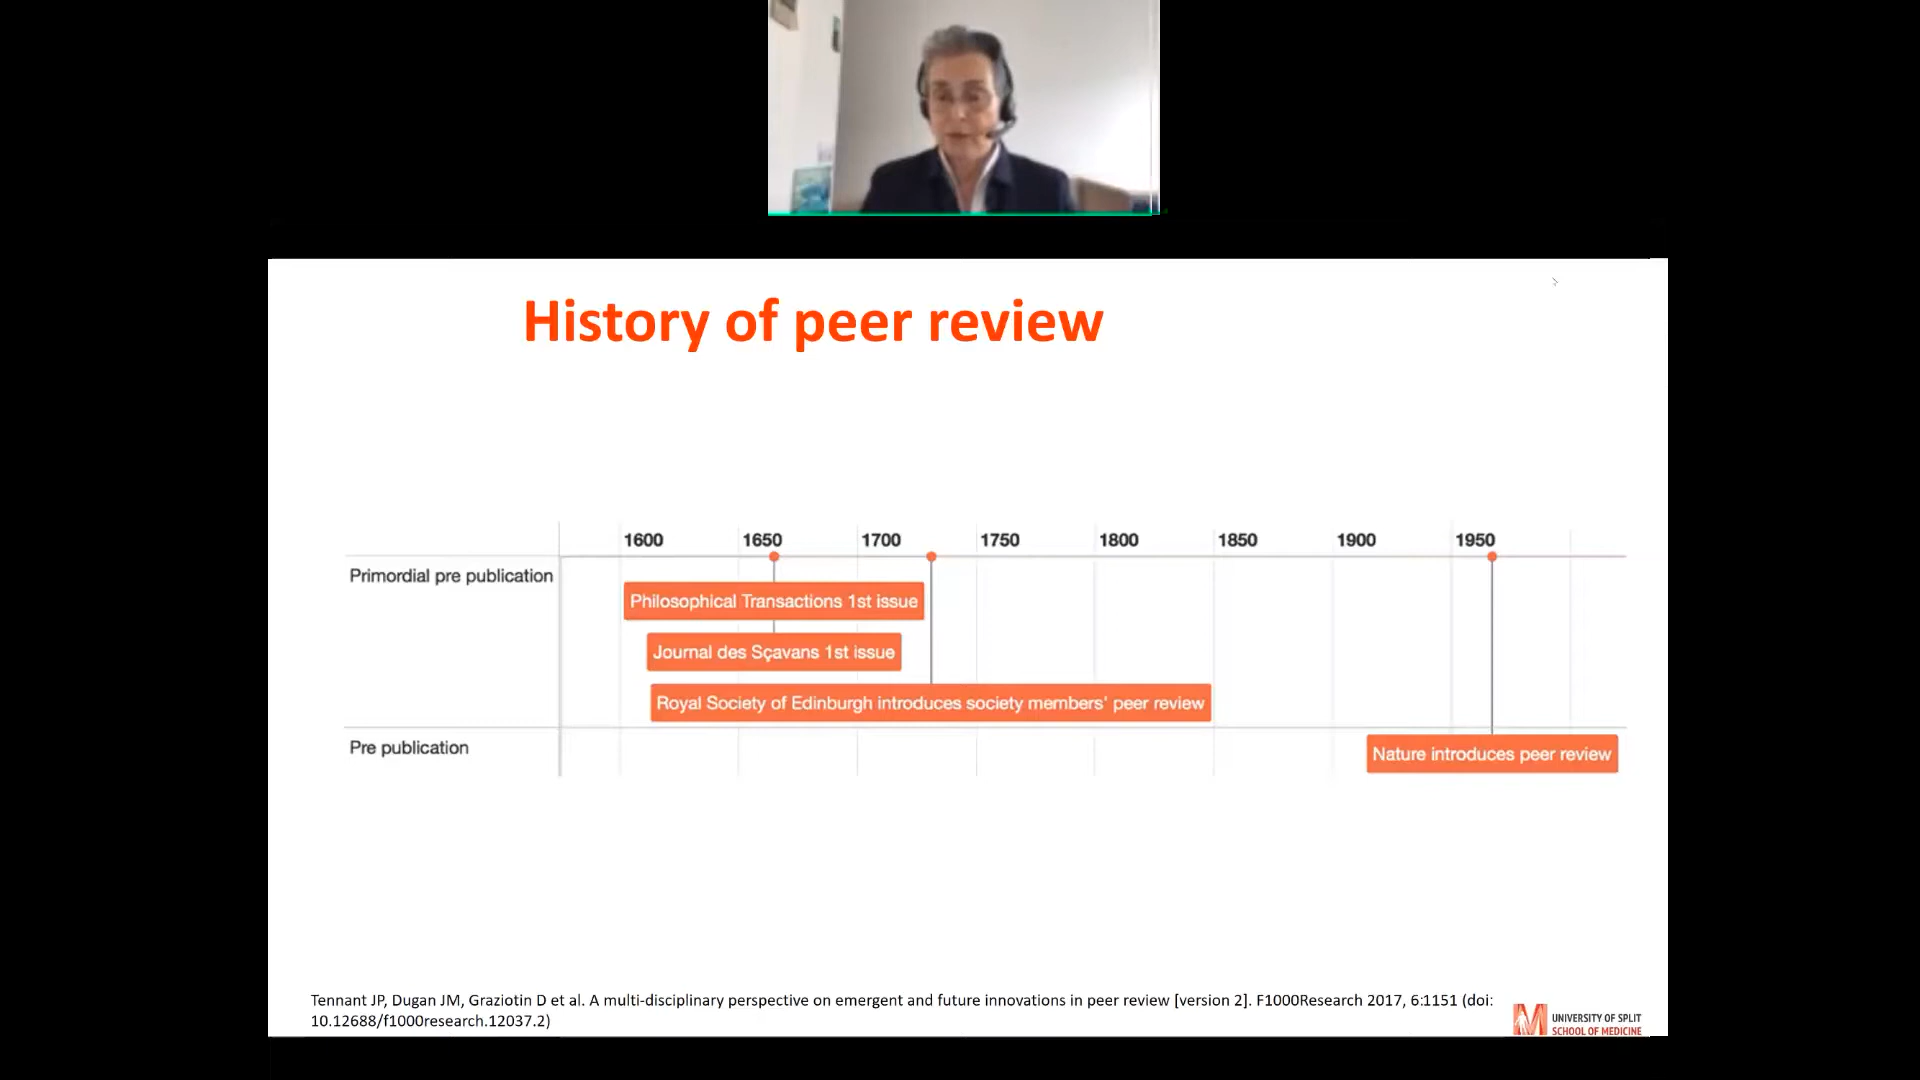 History of peer review
1600 1650 1700 1750 1800 1850 1900 1950
Primordial pre publication
Philosophical Transactions 1st issue
Journal des Sçavans 1st issue
Royal Society of Edinburgh introduces society members' peer review
Pre publication
Nature introduces peer review
Tennant JP, Dugan JM, Graziotin D et al. A multi-disciplinary perspective on emergent and future innovations in peer review [version 2]. F1000Research 2017, 6:1151 (doi:
10.12688/f1000research.12037.2)
UNIVERSITY OF SPLIT
SCHOOL OF MEDICINE